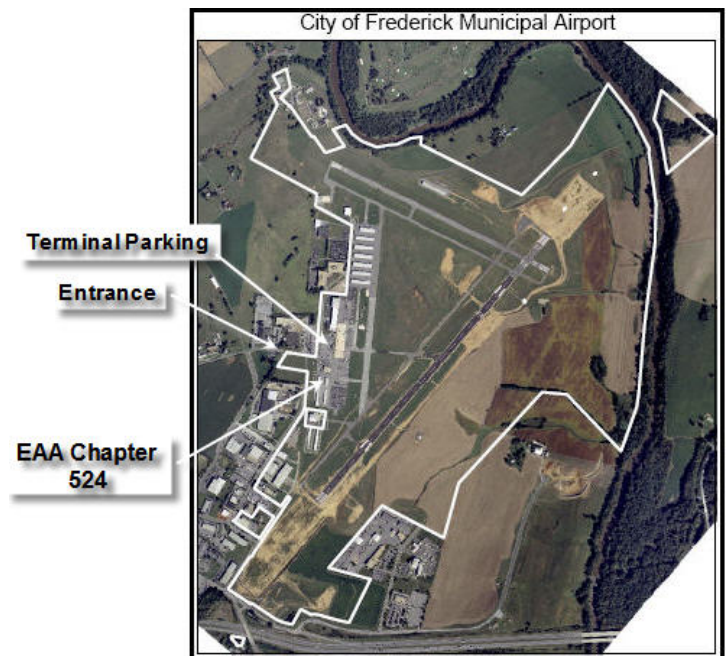 City of Frederick Municipal Airport
Terminal Parking
Entrance
EAA Chapter
524